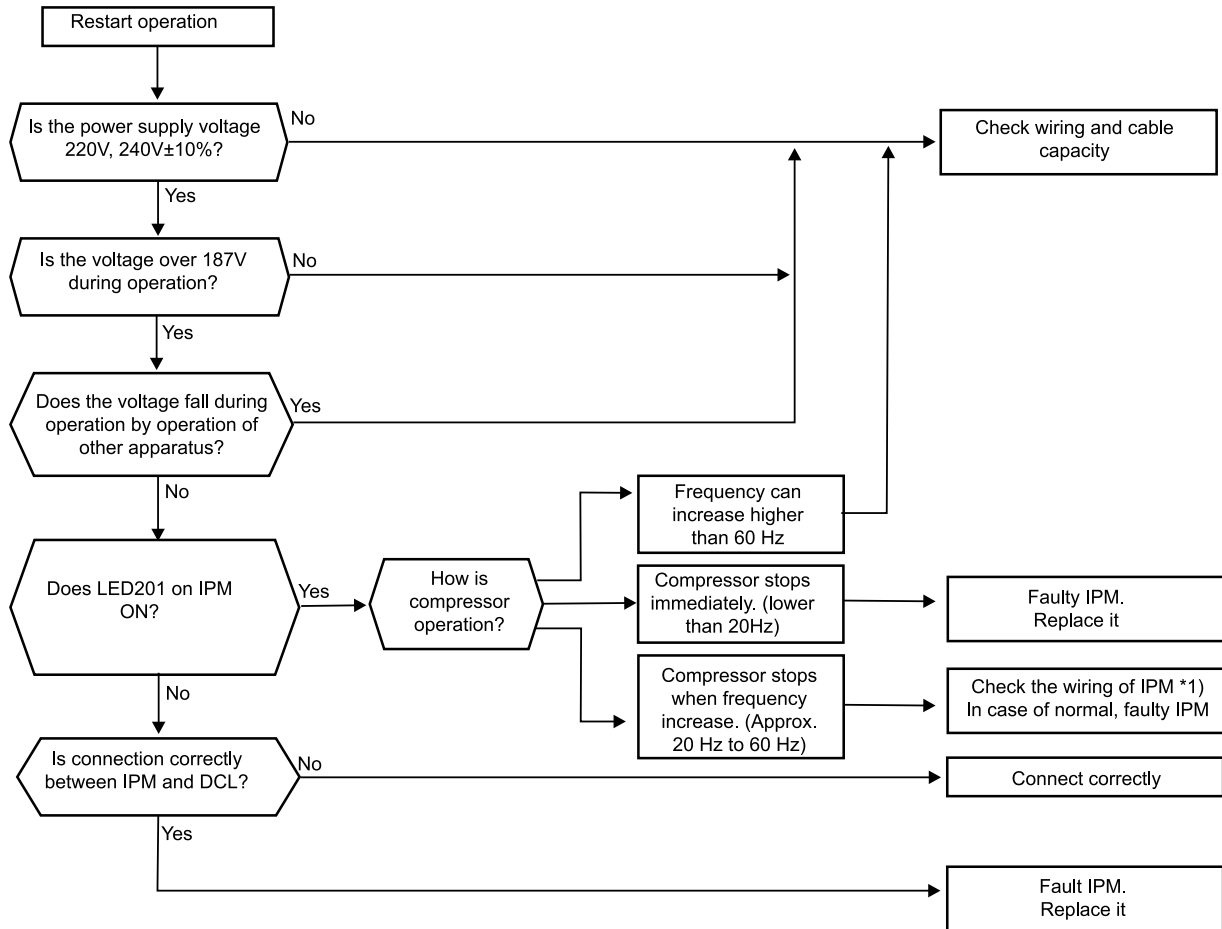 Restart operation
Is the power supply voltage
220V, 240V±10%?
No
Check wiring and cable
capacity
Yes
Is the voltage over 187V
during operation?
No
Yes
Does the voltage fall during
operation by operation of
other apparatus?
Yes
No
Frequency can
increase higher
than 60 Hz
Does LED201 on IPM
ON?
Yes
How is
compressor
operation?
Compressor stops
immediately. (lower
than 20Hz)
Faulty IPM.
Replace it
Compressor stops
when frequency
increase. (Approx.
20 Hz to 60 Hz)
Check the wiring of IPM *1)
In case of normal, faulty IPM
No
Is connection correctly
between IPM and DCL?
No
Connect correctly
Yes
Fault IPM.
Replace it